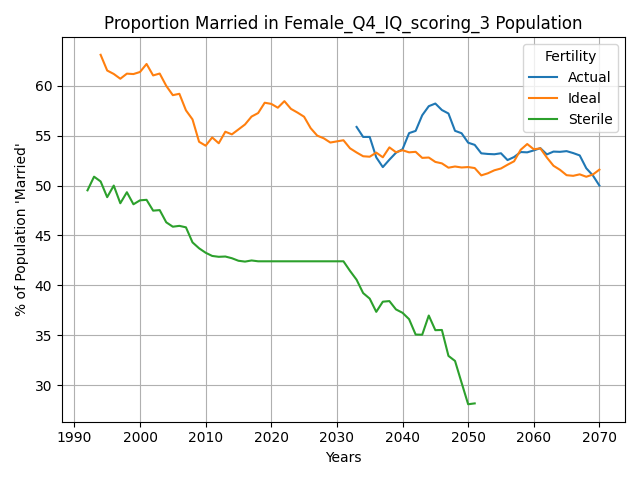 Proportion Married in Female_Q4_IQ_scoring_3 Population
Fertility
Actual
Ideal
Sterile
% of Population 'Married'
60
55
50
45
40
35
30
1990 2000 2010 2020 2030 2040 2050 2060 2070
Years